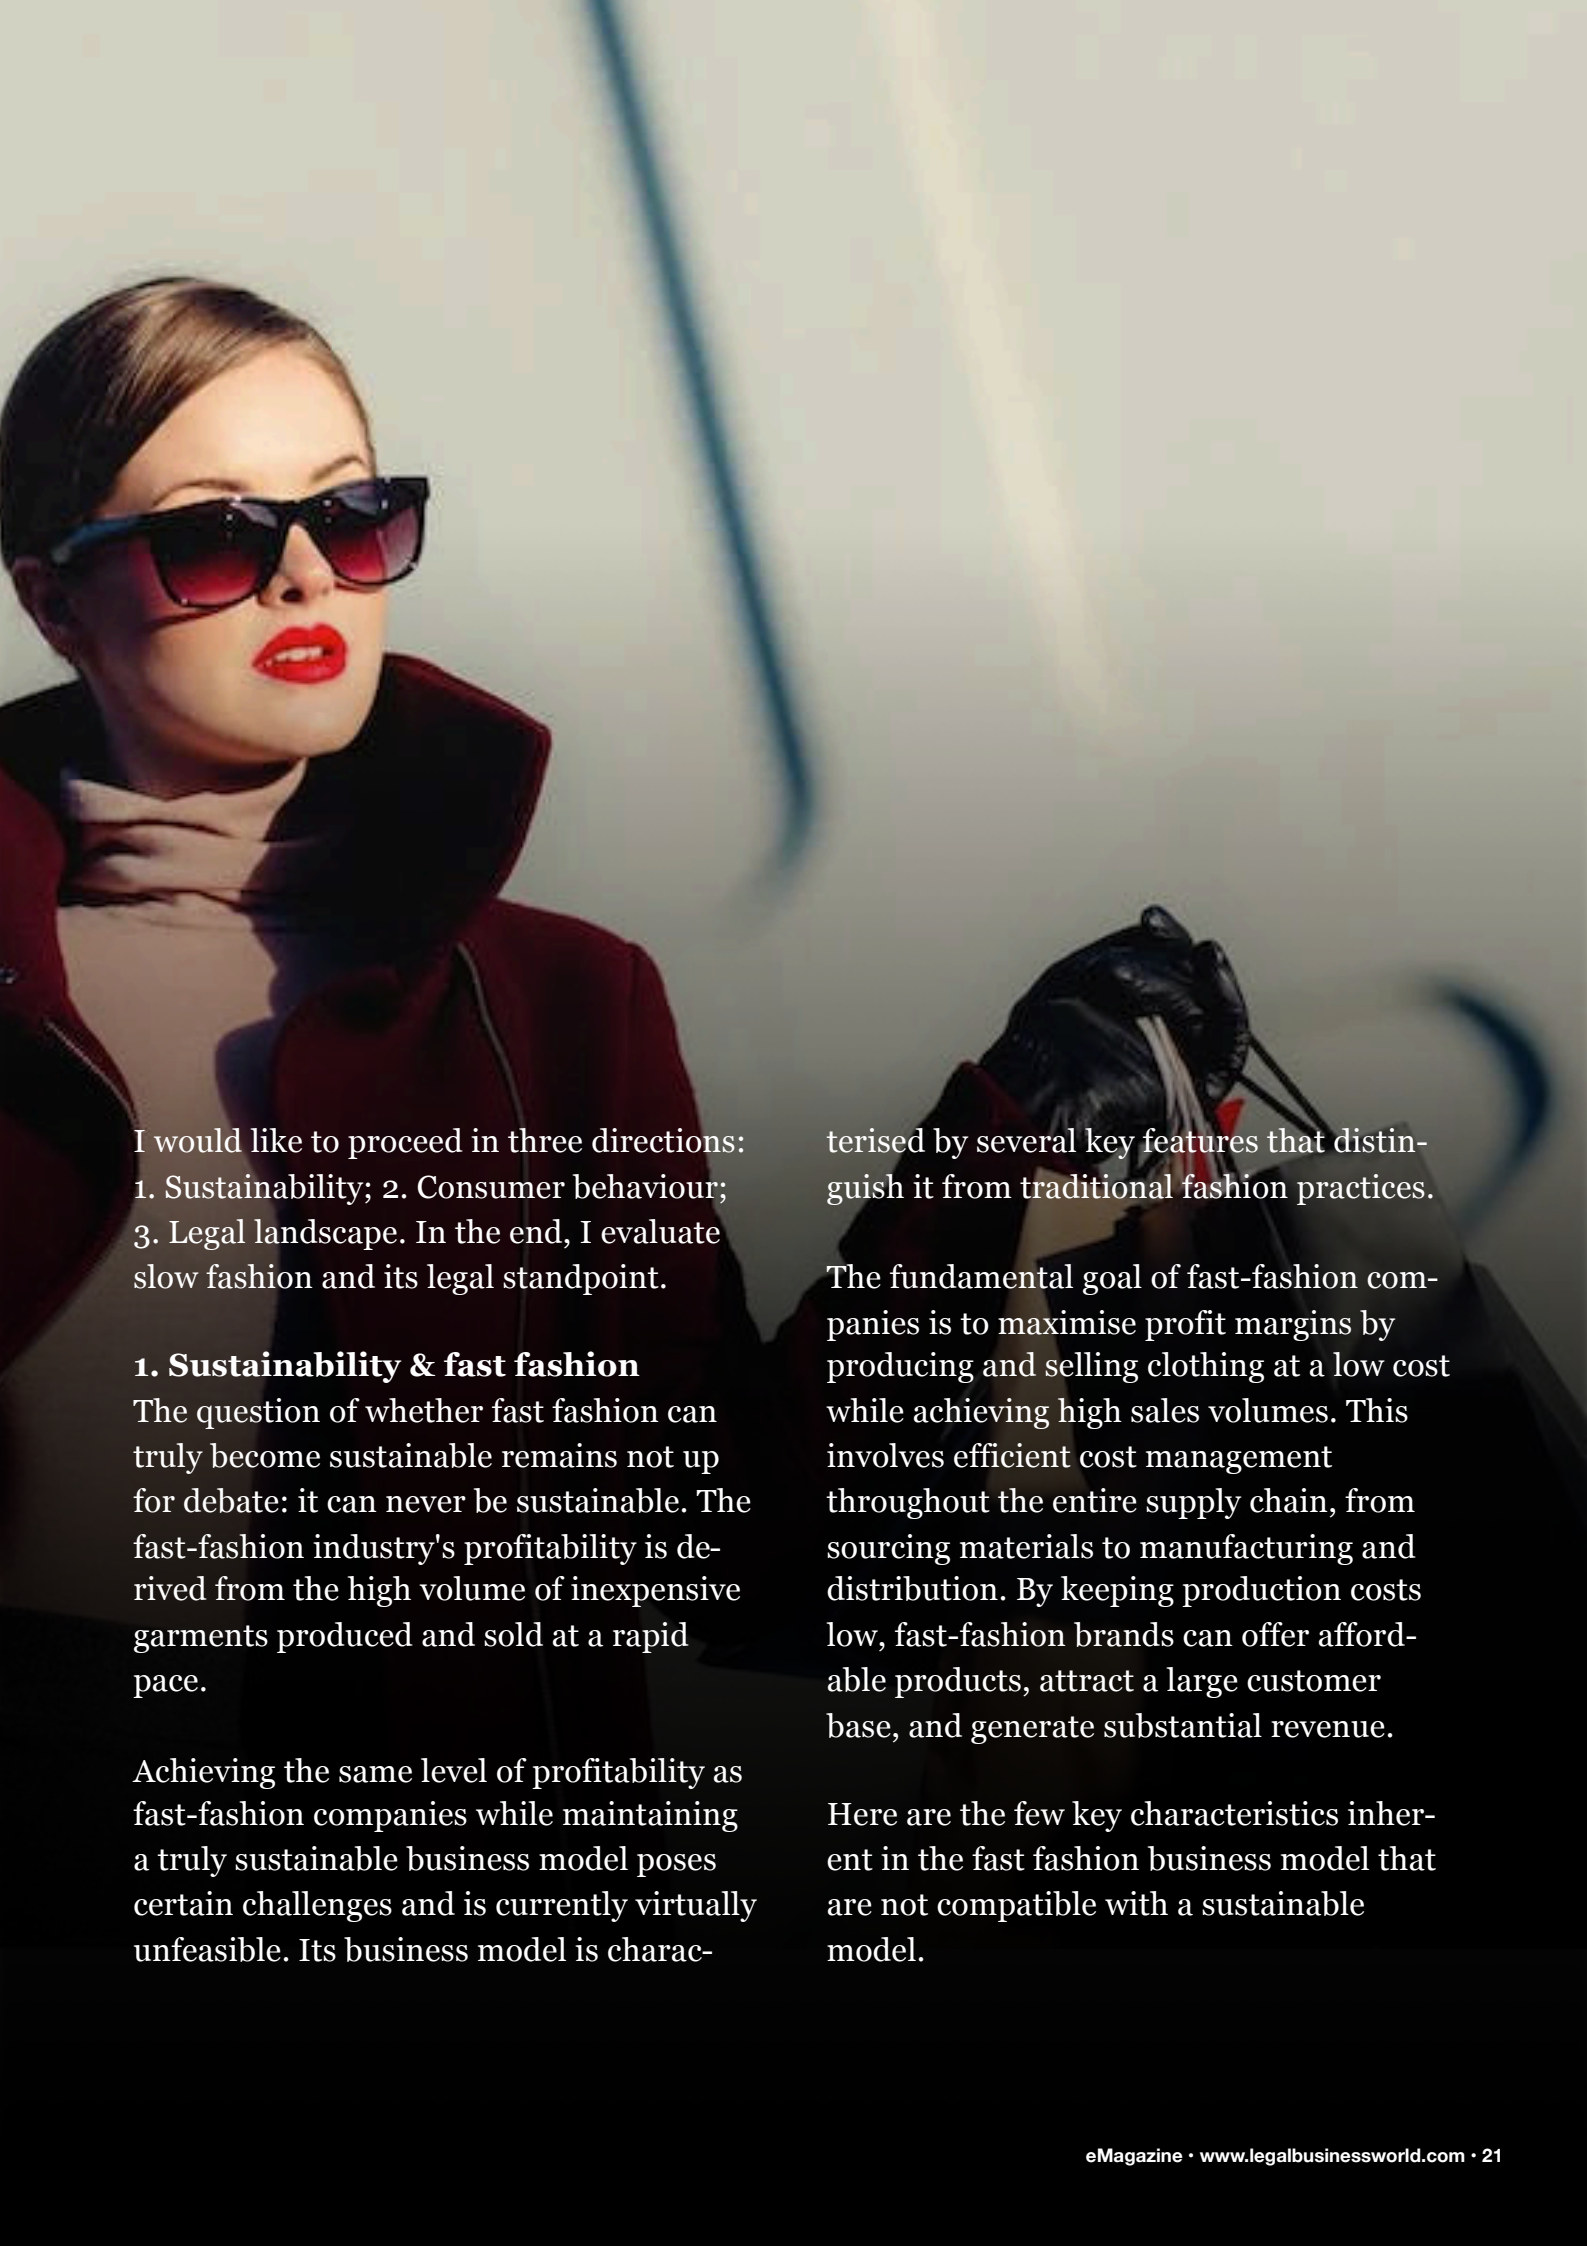 I would like to proceed in three directions:
1. Sustainability; 2. Consumer behaviour;
3. Legal landscape. In the end, I evaluate
slow fashion and its legal standpoint.
1. Sustainability & fast fashion
The question of whether fast fashion can
truly become sustainable remains not up
for debate: it can never be sustainable. The
fast-fashion industry's profitability is de-
rived from the high volume of inexpensive
garments produced and sold at a rapid
pace.
Achieving the same level of profitability as
fast-fashion companies while maintaining
a truly sustainable business model poses
certain challenges and is currently virtually
unfeasible. Its business model is charac-
terised by several key features that distin-
guish it from traditional fashion practices.
The fundamental goal of fast-fashion com-
panies is to maximise profit margins by
producing and selling clothing at a low cost
while achieving high sales volumes. This
involves efficient cost management
throughout the entire supply chain, from
sourcing materials to manufacturing and
distribution. By keeping production costs
low, fast-fashion brands can offer afford-
able products, attract a large customer
base, and generate substantial revenue.
Here are the few key characteristics inher-
ent in the fast fashion business model that
are not compatible with a sustainable
model.
eMagazine • www.legalbusinessworld.com • 21